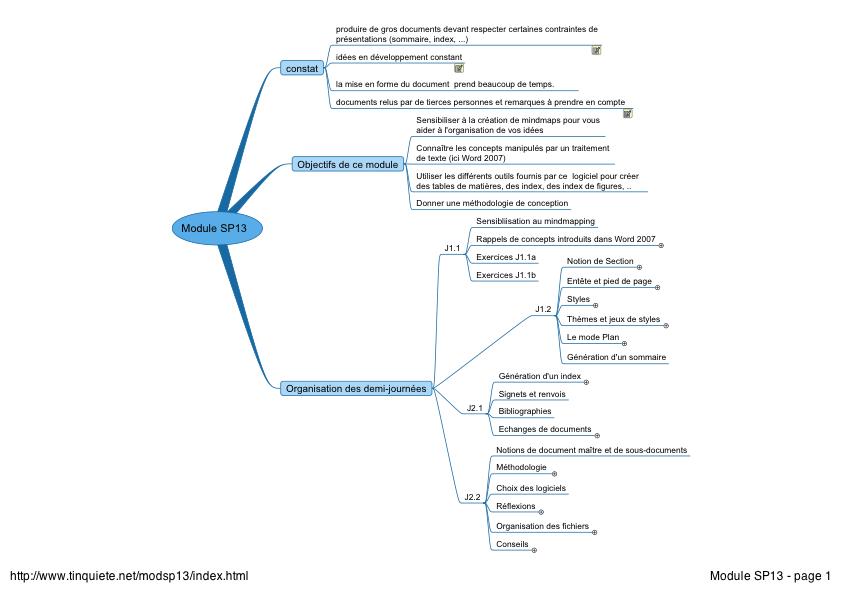 produire de gros documents devant respecter certaines contraintes de
présentations (sommaire, index, ...)
idées en développement constant
constat
la mise en forme du document prend beaucoup de temps.
documents relus par de tierces personnes et remarques à prendre en compte
Sensibiliser à la création de mindmaps pour vous
aider à l'organisation de vos idées
Connaître les concepts manipulés par un traitement
de texte (ici Word 2007)
Objectifs de ce module
Utiliser les différents outils fournis par ce logiciel pour créer
des tables de matières, des index, des index de figures, ..
Donner une méthodologie de conception
Module SP13
Sensibliisation au mindmapping
Rappels de concepts introduits dans Word 2007
J1.1
Exercices J1.1a
Exercices J1.1b
Notion de Section
Entête et pied de page
Styles
J1.2
Thèmes et jeux de styles
Le mode Plan
Génération d'un sommaire
Organisation des demi-journées
Génération d'un index
Signets et renvois
J2.1
Bibliographies
Echanges de documents
Notions de document maître et de sous-documents
Méthodologie
Choix des logiciels
J2.2
Réflexions
Organisation des fichiers
Conseils
http://www.tinquiete.net/modsp13/index.html
Module SP13 - page 1